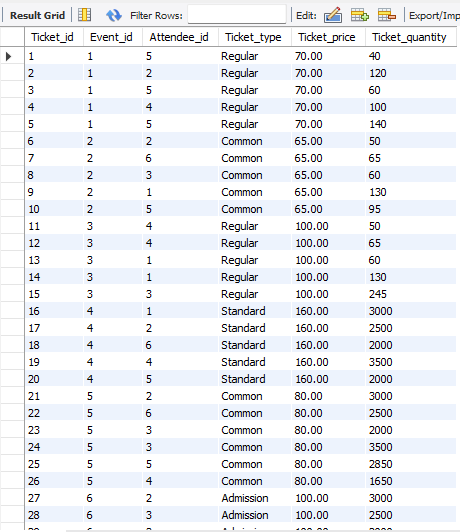 Result Grid Filter Rows: Edit: Export/Imp
Ticket_id Event_id Attendee_id Ticket_type Ticket_price Ticket_quantity
1 1 5 Regular 70.00 40
2 1 2 Regular 70.00 120
3 1 5 Regular 70.00 60
4 1 4 Regular 70.00 100
5 1 5 Regular 70.00 140
6 2 2 Common 65.00 50
7 2 6 Common 65.00 65
8 2 3 Common 65.00 60
9 2 1 Common 65.00 130
10 2 5 Common 65.00 95
11 3 4 Regular 100.00 50
12 3 4 Regular 100.00 65
13 3 1 Regular 100.00 60
14 3 1 Regular 100.00 130
15 3 3 Regular 100.00 245
16 4 1 Standard 160.00 3000
17 4 2 Standard 160.00 2500
18 4 6 Standard 160.00 2000
19 4 4 Standard 160.00 3500
20 4 5 Standard 160.00 2000
21 5 2 Common 80.00 3000
22 5 6 Common 80.00 2500
23 5 3 Common 80.00 2000
24 5 3 Common 80.00 3500
25 5 5 Common 80.00 2850
26 5 4 Common 80.00 1650
27 6 2 Admission 100.00 3000
28 6 3 Admission 100.00 2500